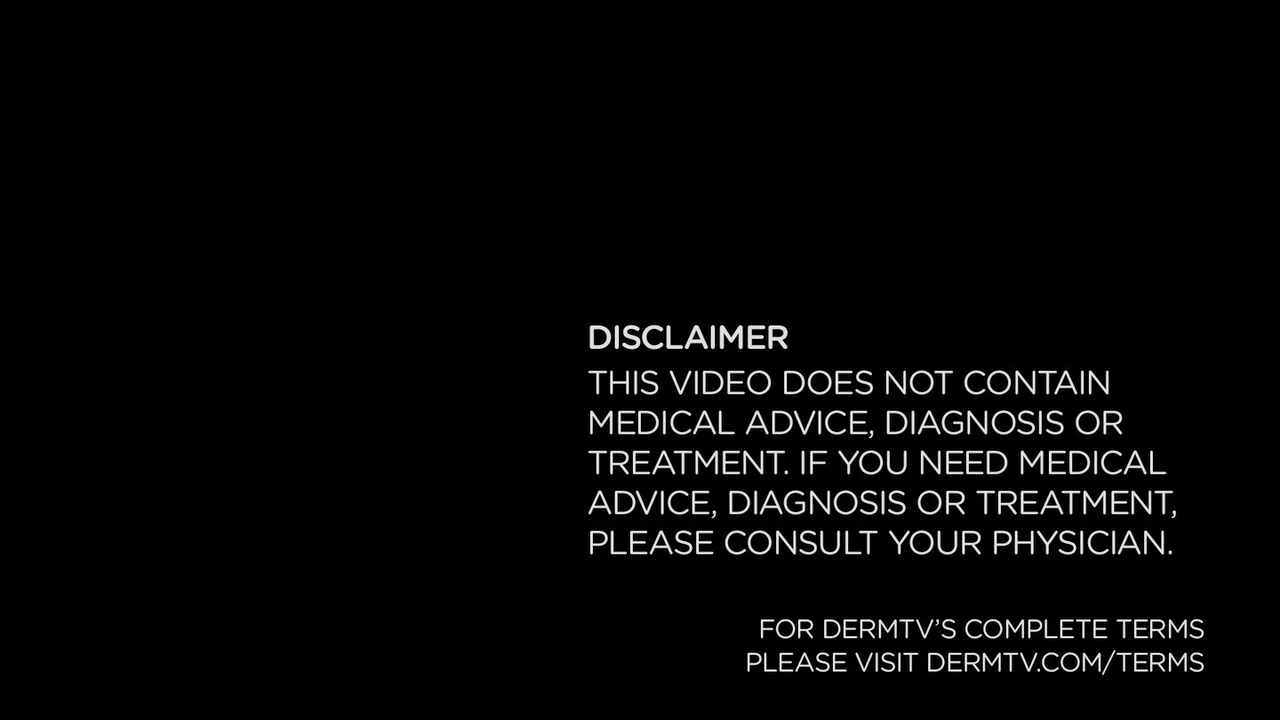 DISCLAIMER
THIS VIDEO DOES NOT CONTAIN
MEDICAL ADVICE, DIAGNOSIS OR
TREATMENT. IF YOU NEED MEDICAL
ADVICE, DIAGNOSIS OR TREATMENT,
PLEASE CONSULT YOUR PHYSICIAN.
FOR DERMTV’S COMPLETE TERMS
PLEASE VISIT DERMTV.COM/TERMS